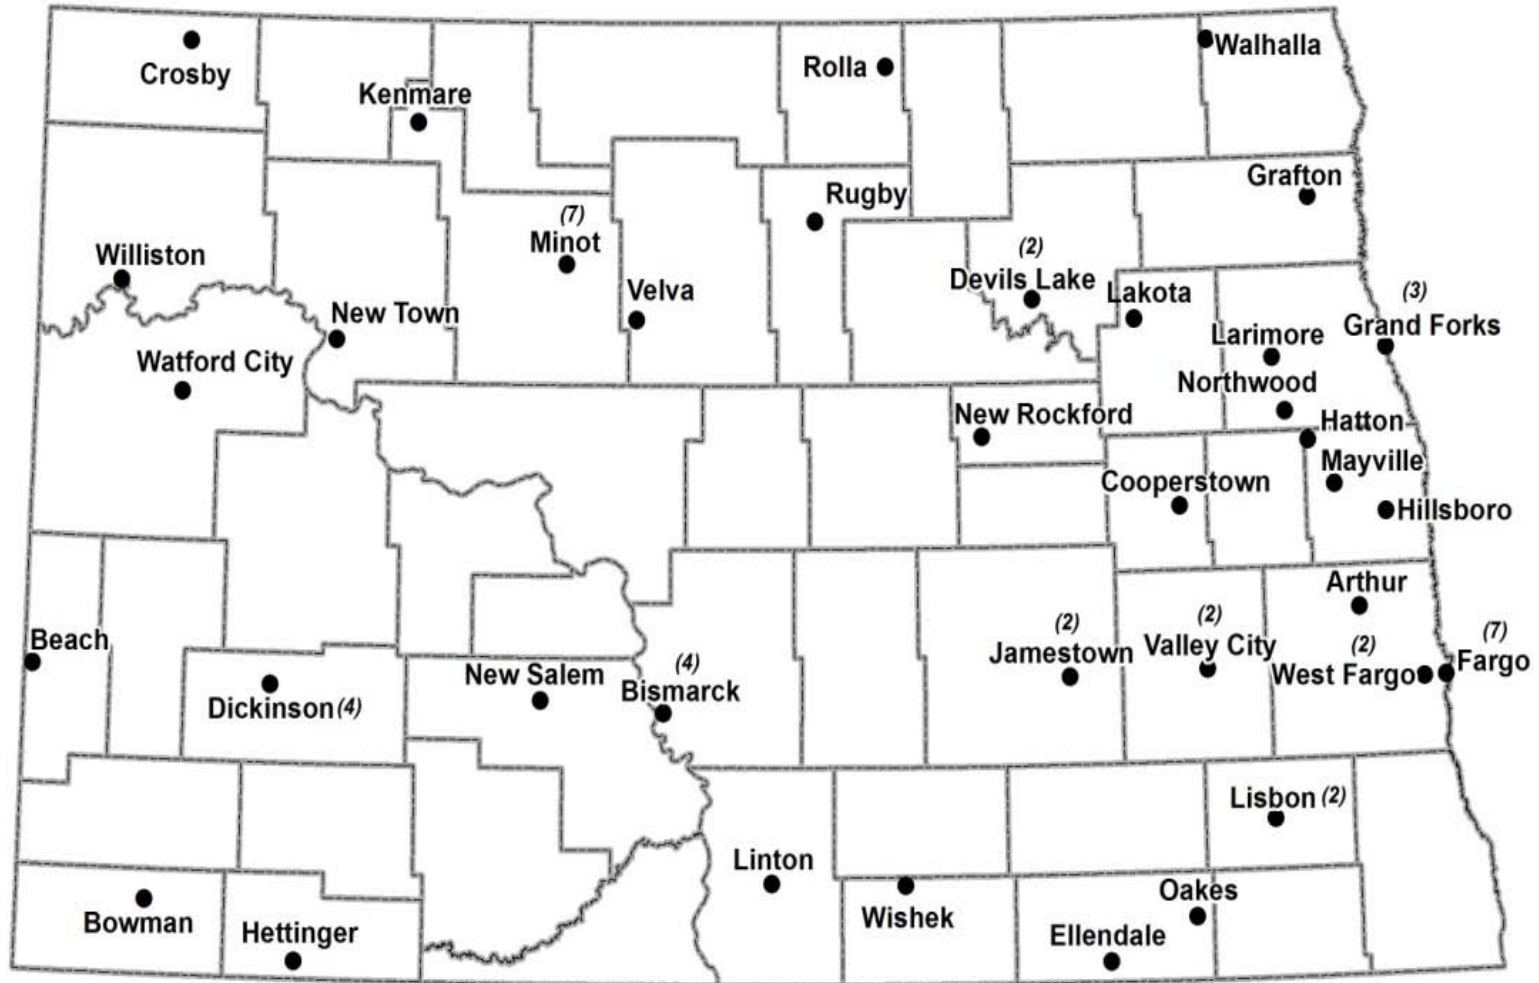 Walhalla
Crosby
Rolla
Kenmare
Grafton
Rugby
(7)
Minot
Williston
(2)
Devils Lake
Velva
Lakota
(3)
Grand Forks
New Town
Larimore
Watford City
Northwood
New Rockford
Hatton
Mayville
Cooperstown
Hillsboro
Arthur
Beach
(2)
Jamestown
(2)
Valley City
(2)
West Fargo
(7)
Fargo
New Salem
(4)
Bismarck
Dickinson (4)
Lisbon (2)
Linton
Oakes
Wishek
Bowman
Hettinger
Ellendale